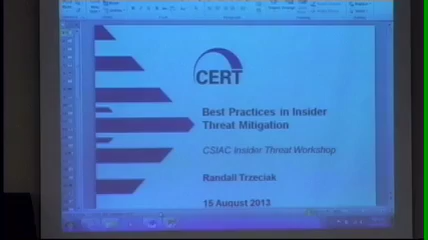 CERT
Best Practices in Insider
Threat Mitigation
CSIAC Insider Threat Workshop
Randall Trzeciak
15 August 2013